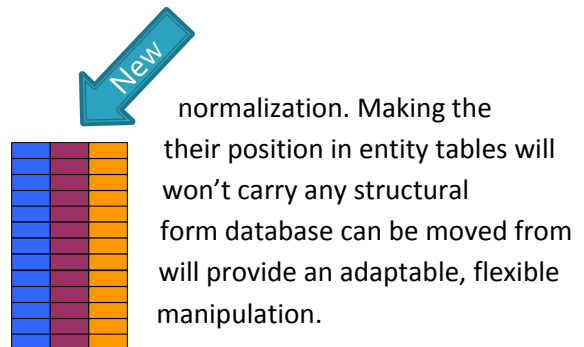 New
normalization. Making the
their position in entity tables will
won't carry any structural
form database can be moved from
will provide an adaptable, flexible
manipulation.